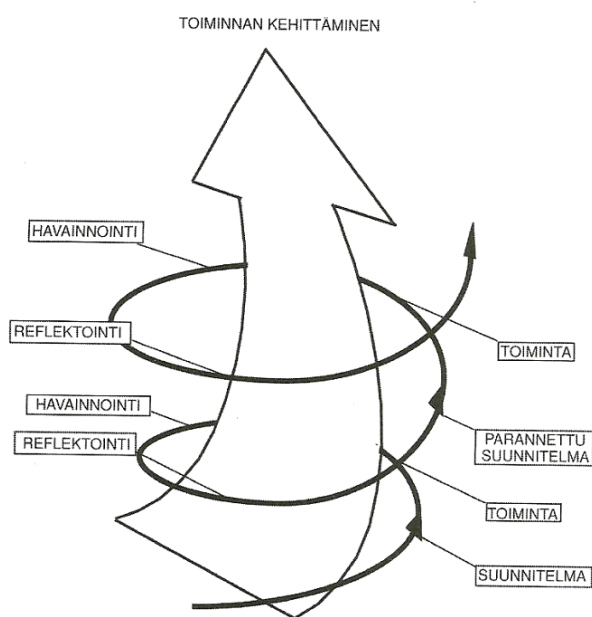 TOIMINNAN KEHITTÄMINEN
HAVAINNOINTI
REFLEKTOINTI
TOIMINTA
HAVAINNOINTI
REFLEKTOINTI
PARANNETTU
SUUNNITELMA
TOIMINTA
SUUNNITELMA